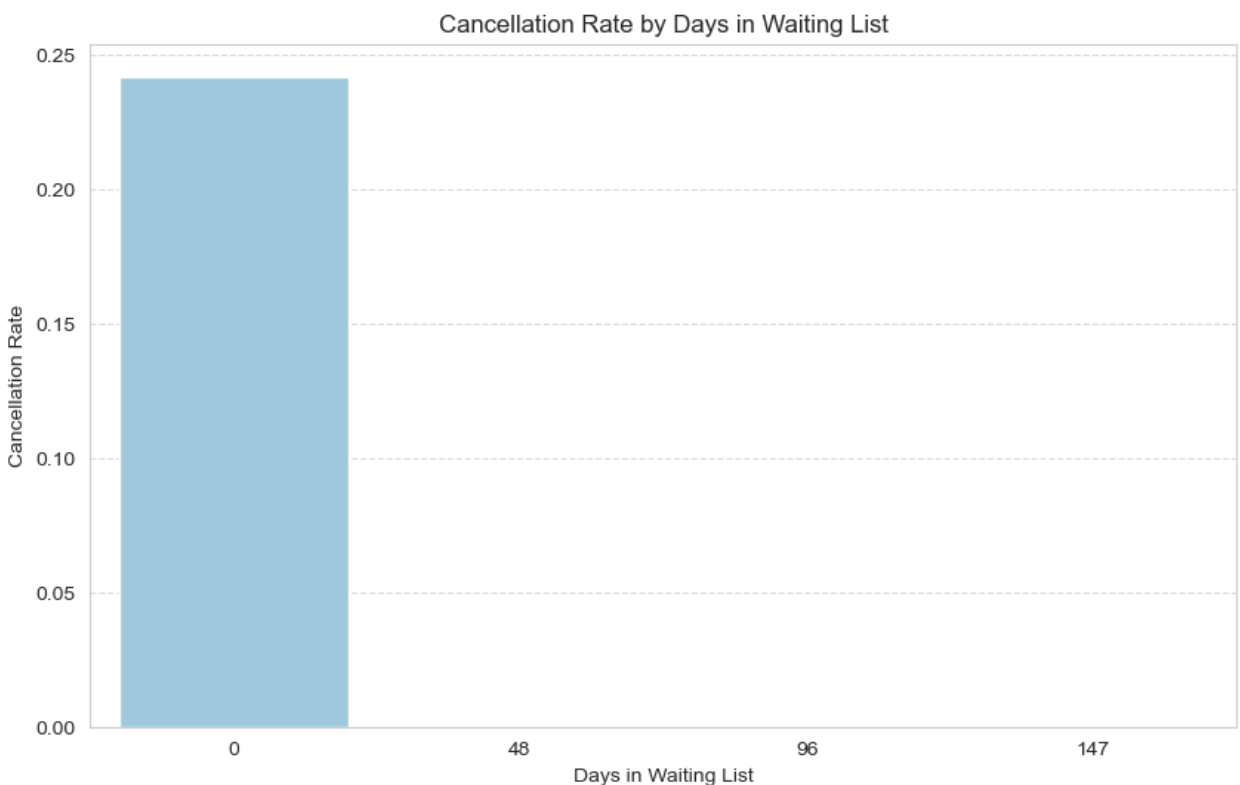 Cancellation Rate by Days in Waiting List
0.25
0.20
0.15
0.10
0.05
0.00
Cancellation Rate
0 48 96 147
Days in Waiting List